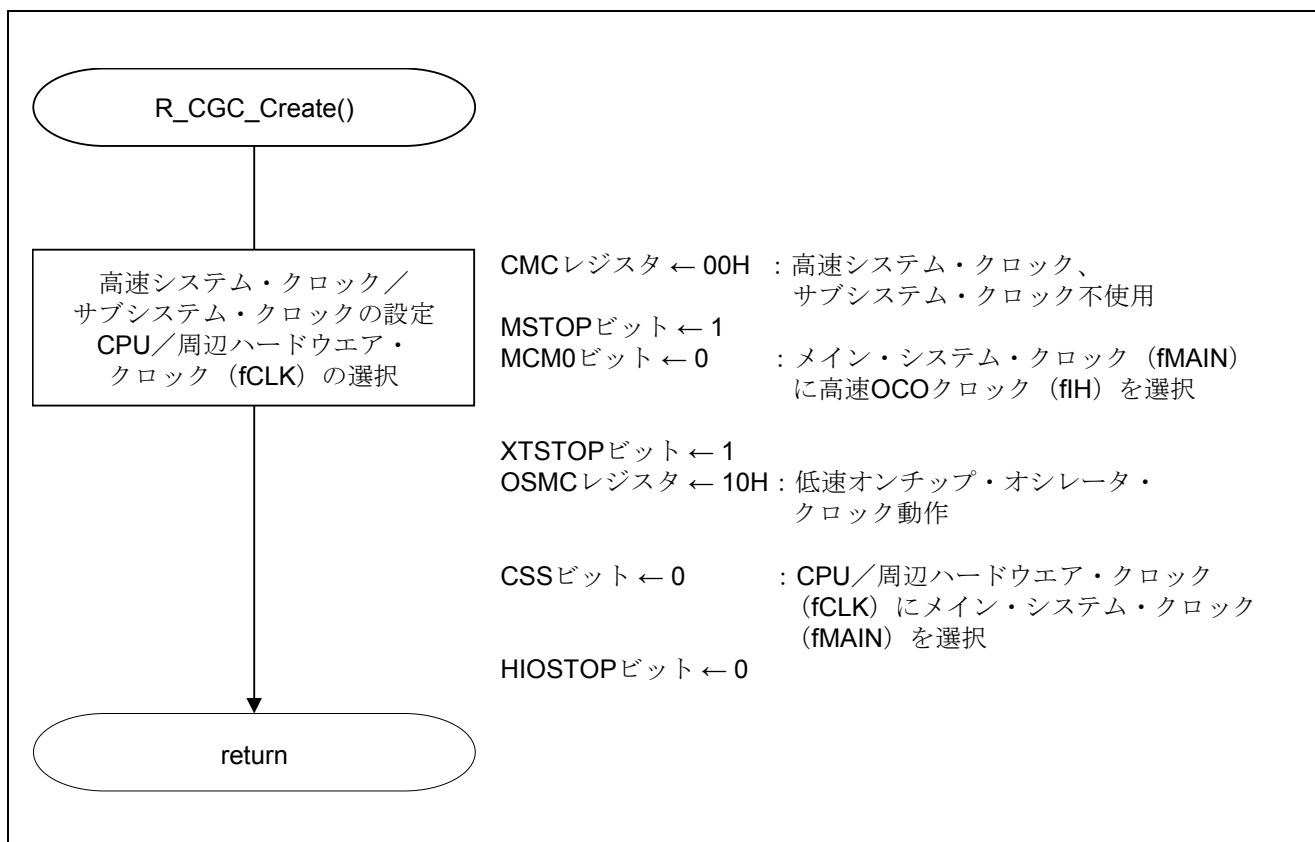 R_CGC_Create()
高速システム・クロック／
サブシステム・クロックの設定
CPU／周辺ハードウエア・
クロック（fCLK）の選択
CMCレジスタ ← 00H ：高速システム・クロック、
サブシステム・クロック不使用
MSTOPビット ← 1
MCM0ビット ← 0 ：メイン・システム・クロック（fMAIN）
に高速OCOクロック（fIH）を選択
XTSTOPビット ← 1
OSMCレジスタ ← 10H：低速オンチップ・オシレータ・
クロック動作
CSSビット ← 0 ：CPU／周辺ハードウエア・クロック
（fCLK）にメイン・システム・クロック
（fMAIN）を選択
HIOSTOPビット ← 0
return